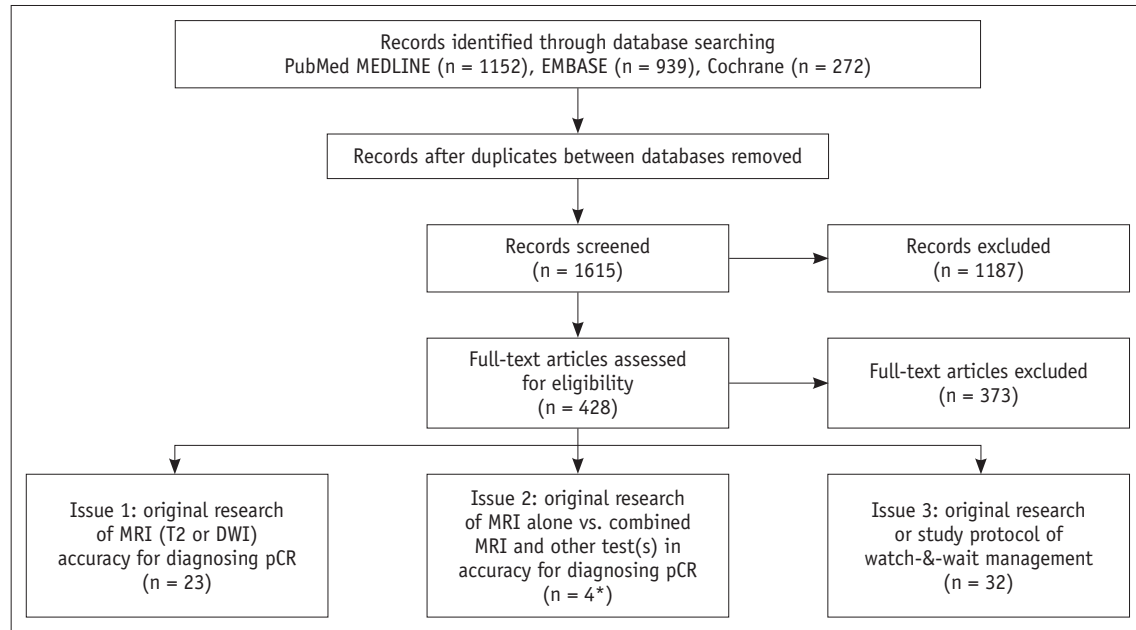 Records identified through database searching
PubMed MEDLINE (n = 1152), EMBASE (n = 939), Cochrane (n = 272)
Records after duplicates between databases removed
Records screened
(n = 1615)
Records excluded
(n = 1187)
Full-text articles assessed
for eligibility
(n = 428)
Full-text articles excluded
(n = 373)
Issue 1: original research
of MRI (T2 or DWI)
accuracy for diagnosing pCR
(n = 23)
Issue 2: original research
of MRI alone vs. combined
MRI and other test(s) in
accuracy for diagnosing pCR
(n = 4*)
Issue 3: original research
or study protocol of
watch-&-wait management
(n = 32)